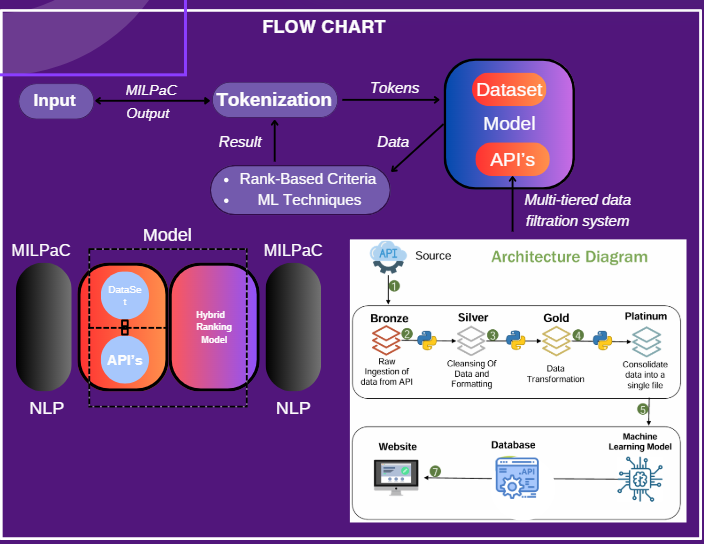 FLOW CHART
Input
MILPaC
Output
Tokenization
Tokens
Dataset
Model
API's
Result
Data
• Rank-Based Criteria
• ML Techniques
Multi-tiered data
filtration system
Model
MILPaC
MILPaC
DataSe
t
API's
Hybrid
Ranking
Model
NLP
NLP
API
Source
Architecture Diagram
1
Bronze
Silver
Gold
Platinum
2
3
4
Raw
Ingestion of
data from API
Cleansing Of
Data and
Formatting
Data
Transformation
Consolidate
data into a
single file
5
Website
Database
Machine
Learning Model
7
.API